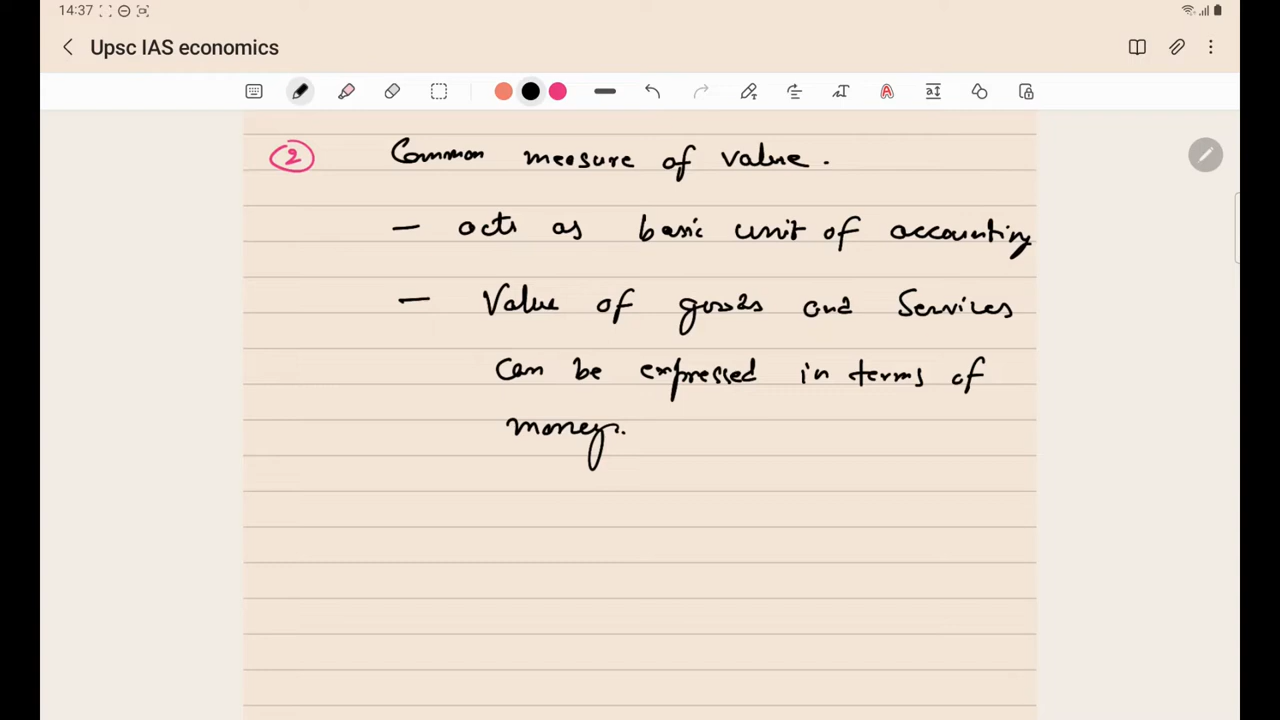 14:37
Upsc IAS economics
2 Common measure of value.
— acts as basic unit of accounting
— Value of goods and Services
can be expressed in terms of
money.